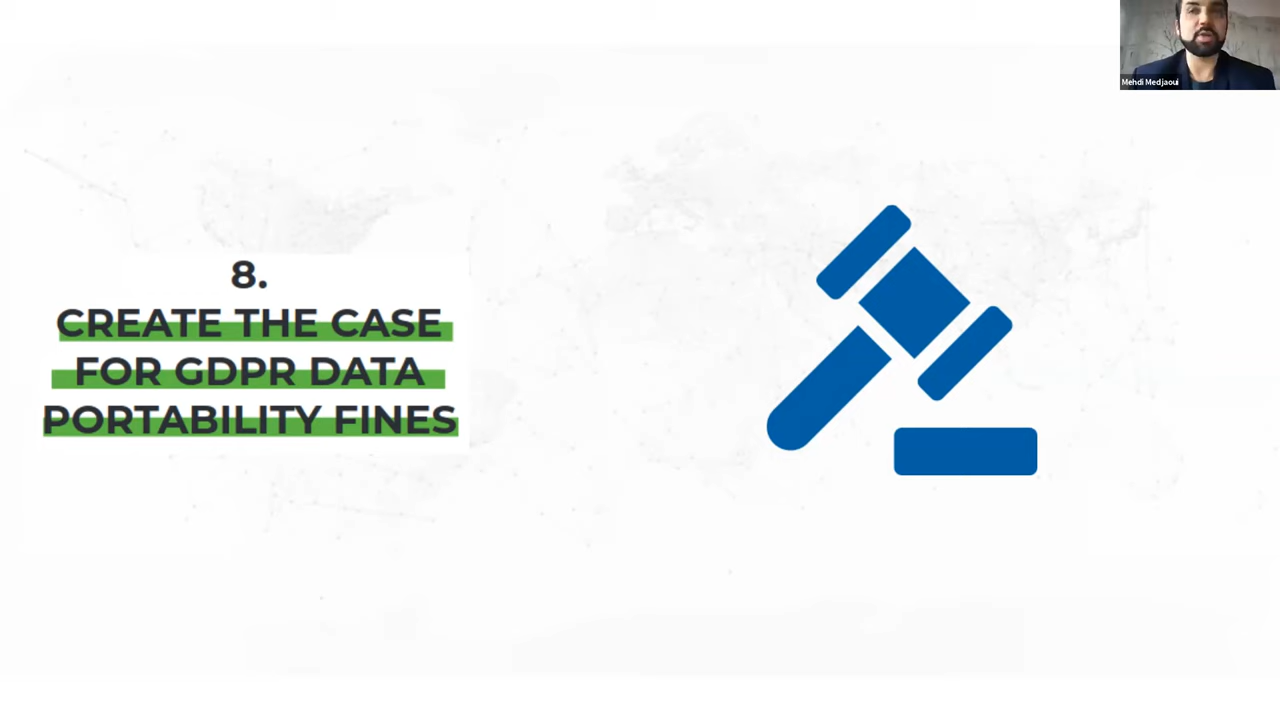 Mehdi Medjaoui
8.
CREATE THE CASE
FOR GDPR DATA
PORTABILITY FINES